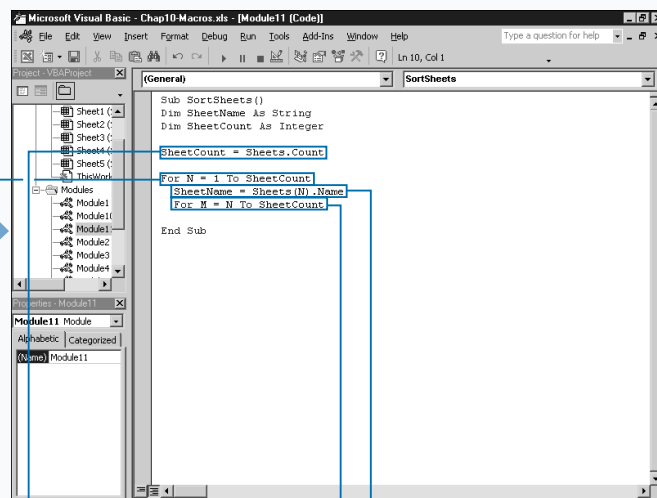 Microsoft Visual Basic - Chap10-Macros.xls - [Module11 (Code)]
File Edit View Insert Format Debug Run Tools Add-Ins Window Help Type a question for help
Ln 10, Col 1
Project - VBAProject
(General) SortSheets
Sheet1 (
Sheet2 (
Sheet3 (
Sheet4 (
Sheet5 (
ThisWork
Modules
Module1
Module1
Module1
Module2
Module3
Module4
Sub SortSheets()
Dim SheetName As String
Dim SheetCount As Integer
SheetCount = Sheets.Count
For N = 1 To SheetCount
SheetName = Sheets(N).Name
For M = N To SheetCount
End Sub
Properties - Module11
Module11 Module
Alphabetic Categorized
(Name) Module11